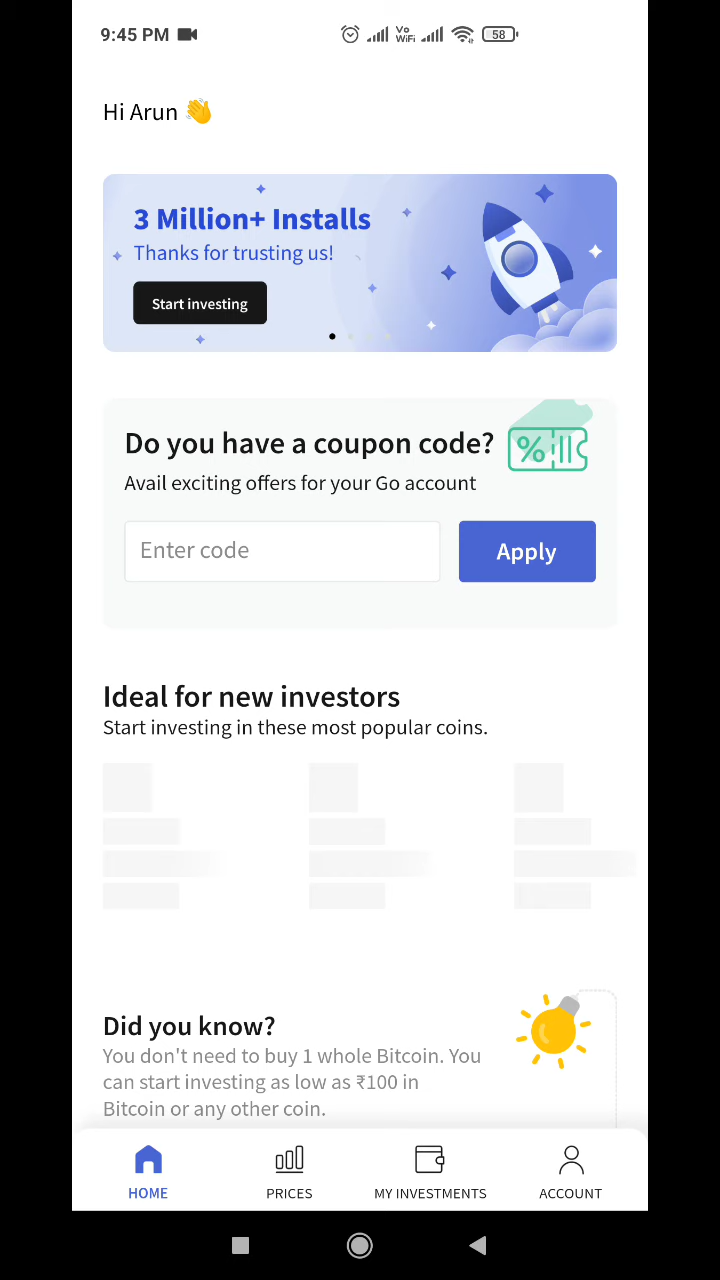 9:45 PM
Vo
WiFi
58
Hi Arun 👋
3 Million+ Installs
Thanks for trusting us!
Start investing
Do you have a coupon code?
%
Avail exciting offers for your Go account
Enter code
Apply
Ideal for new investors
Start investing in these most popular coins.
Did you know?
You don't need to buy 1 whole Bitcoin. You
can start investing as low as ₹100 in
Bitcoin or any other coin.
HOME
PRICES
MY INVESTMENTS
ACCOUNT